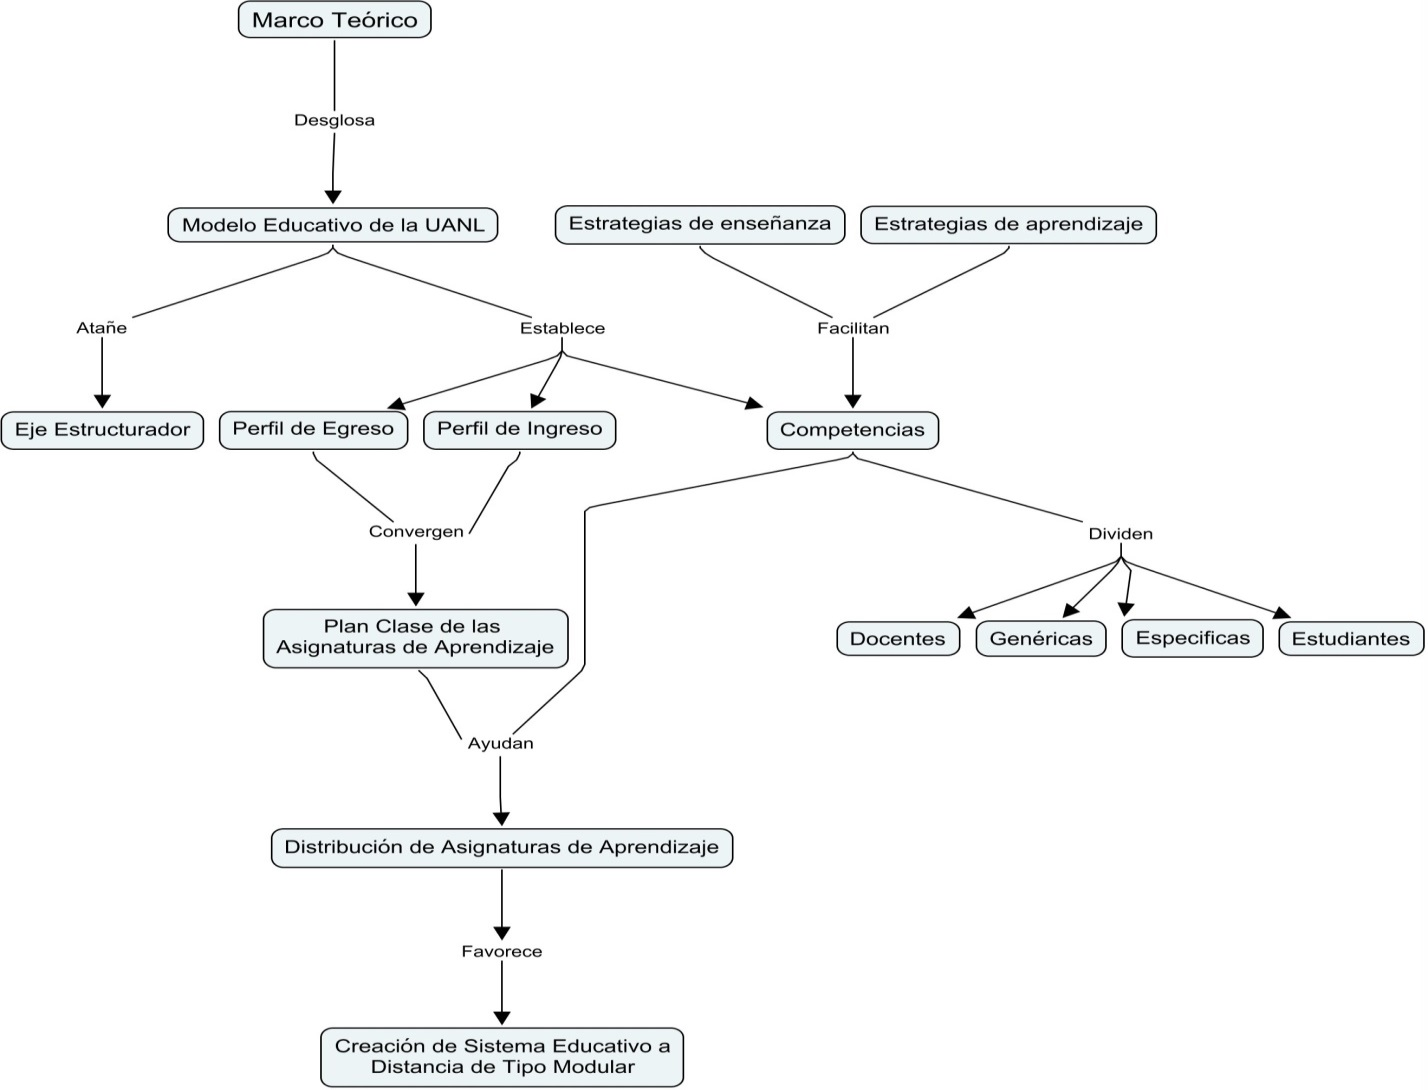 Marco Teórico
Desglosa
Modelo Educativo de la UANL
Estrategias de enseñanza
Estrategias de aprendizaje
Atañe
Establece
Facilitan
Eje Estructurador
Perfil de Egreso
Perfil de Ingreso
Competencias
Convergen
Dividen
Plan Clase de las
Asignaturas de Aprendizaje
Docentes
Genéricas
Especificas
Estudiantes
Ayudan
Distribución de Asignaturas de Aprendizaje
Favorece
Creación de Sistema Educativo a
Distancia de Tipo Modular